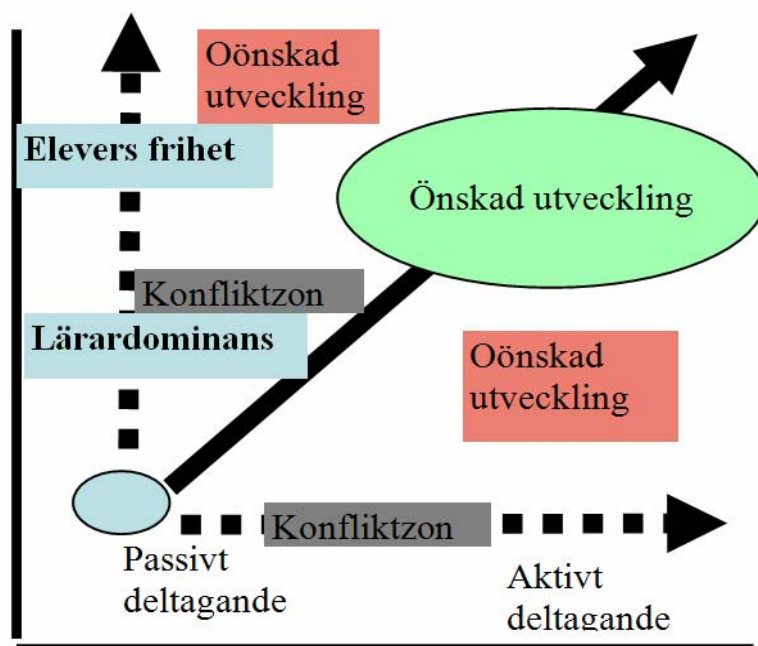 Oönskad
utveckling
Elevers frihet
Önskad utveckling
Konfliktzon
Lärardominans
Oönskad
utveckling
Konfliktzon
Passivt
deltagande
Aktivt
deltagande